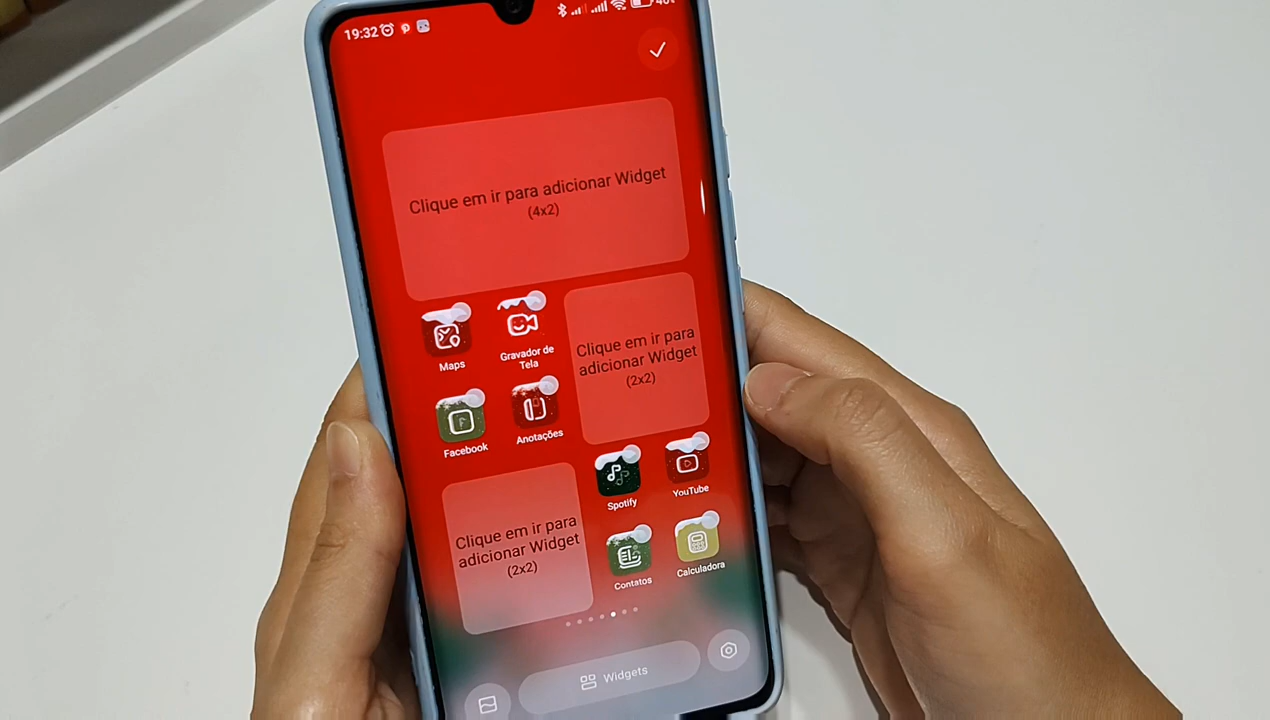 19:32
Clique em ir para adicionar Widget
(4x2)
Maps
Gravador de
Tela
Clique em ir para
adicionar Widget
(2x2)
Facebook
Anotações
Clique em ir para
adicionar Widget
(2x2)
Spotify
YouTube
Contatos
Calculadora
Widgets